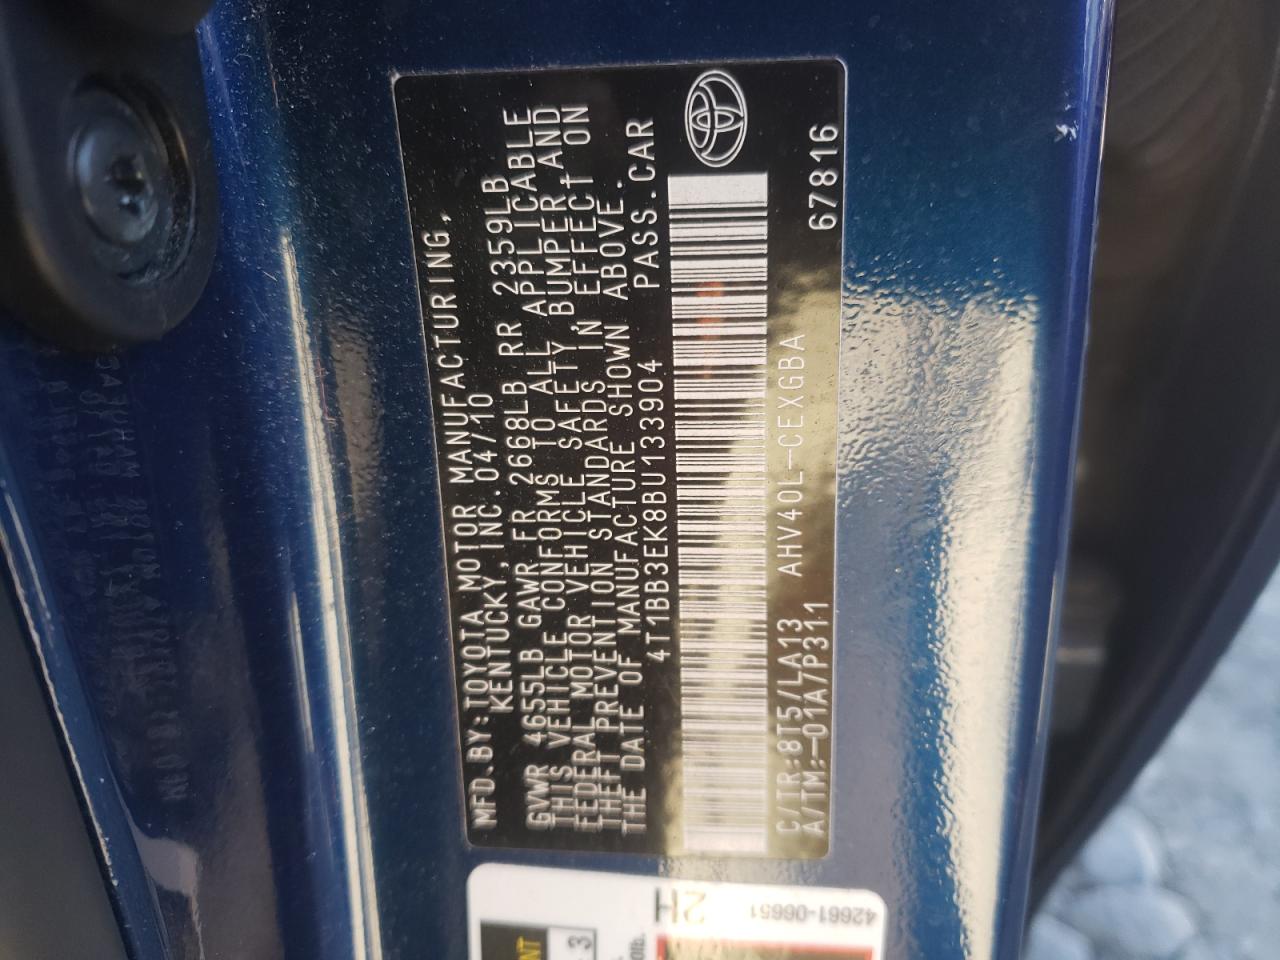 MFD.BY:TOYOTA MOTOR MANUFACTURING,
KENTUCKY,INC.04/10
GVWR 4655LB GAWR FR 2668LB RR 2359LB
THIS VEHICLE CONFORMS TO ALL APPLICABLE
FEDERAL MOTOR VEHICLE SAFETY,BUMPER,AND
THEFT PREVENTION STANDARDS IN EFFECT ON
THE DATE OF MANUFACTURE SHOWN ABOVE.
4T1BB3EK8BU133904 PASS.CAR
C/TR:8T5/LA13 AHV40L-CEXGBA 67816
A/TM:-01A/P311
2H
42661-06651